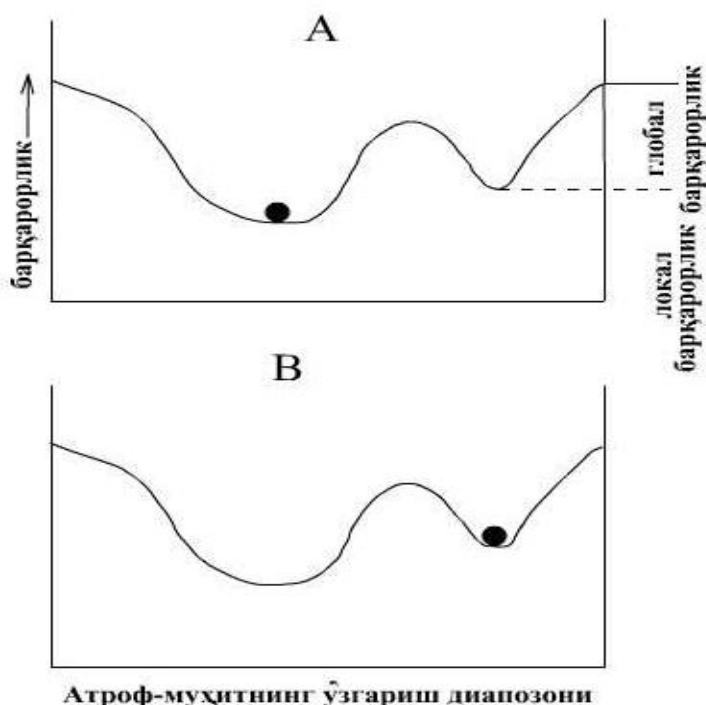 А
барқарорлик
глобал
барқарорлик
локал
барқарорлик
В
Атроф-муҳитнинг ўзгариш диапозони